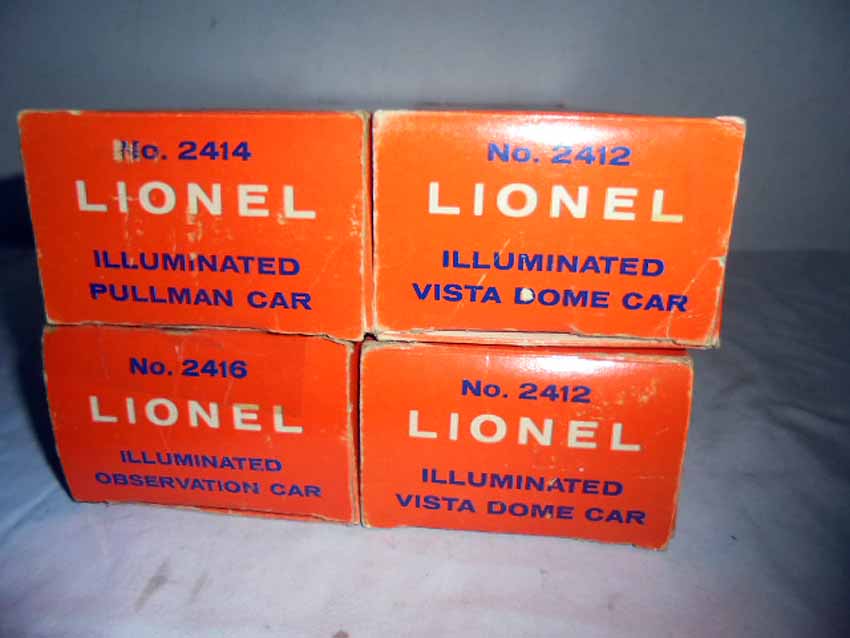 No. 2414
LIONEL
ILLUMINATED
PULLMAN CAR
No. 2412
LIONEL
ILLUMINATED
VISTA DOME CAR
No. 2416
LIONEL
ILLUMINATED
OBSERVATION CAR
No. 2412
LIONEL
ILLUMINATED
VISTA DOME CAR